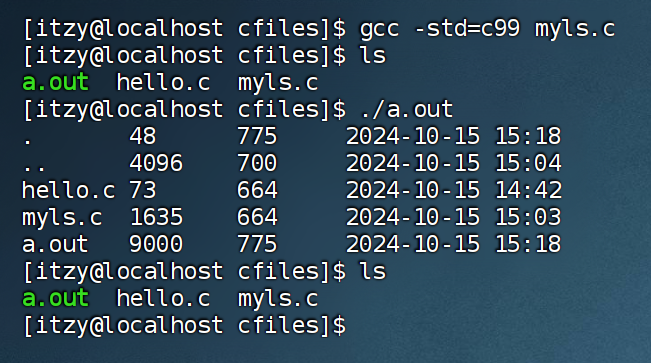 [itzy@localhost cfiles]$ gcc -std=c99 myls.c
[itzy@localhost cfiles]$ ls
a.out  hello.c  myls.c
[itzy@localhost cfiles]$ ./a.out
.       48      775     2024-10-15 15:18
..      4096    700     2024-10-15 15:04
hello.c 73      664     2024-10-15 14:42
myls.c  1635    664     2024-10-15 15:03
a.out   9000    775     2024-10-15 15:18
[itzy@localhost cfiles]$ ls
a.out  hello.c  myls.c
[itzy@localhost cfiles]$